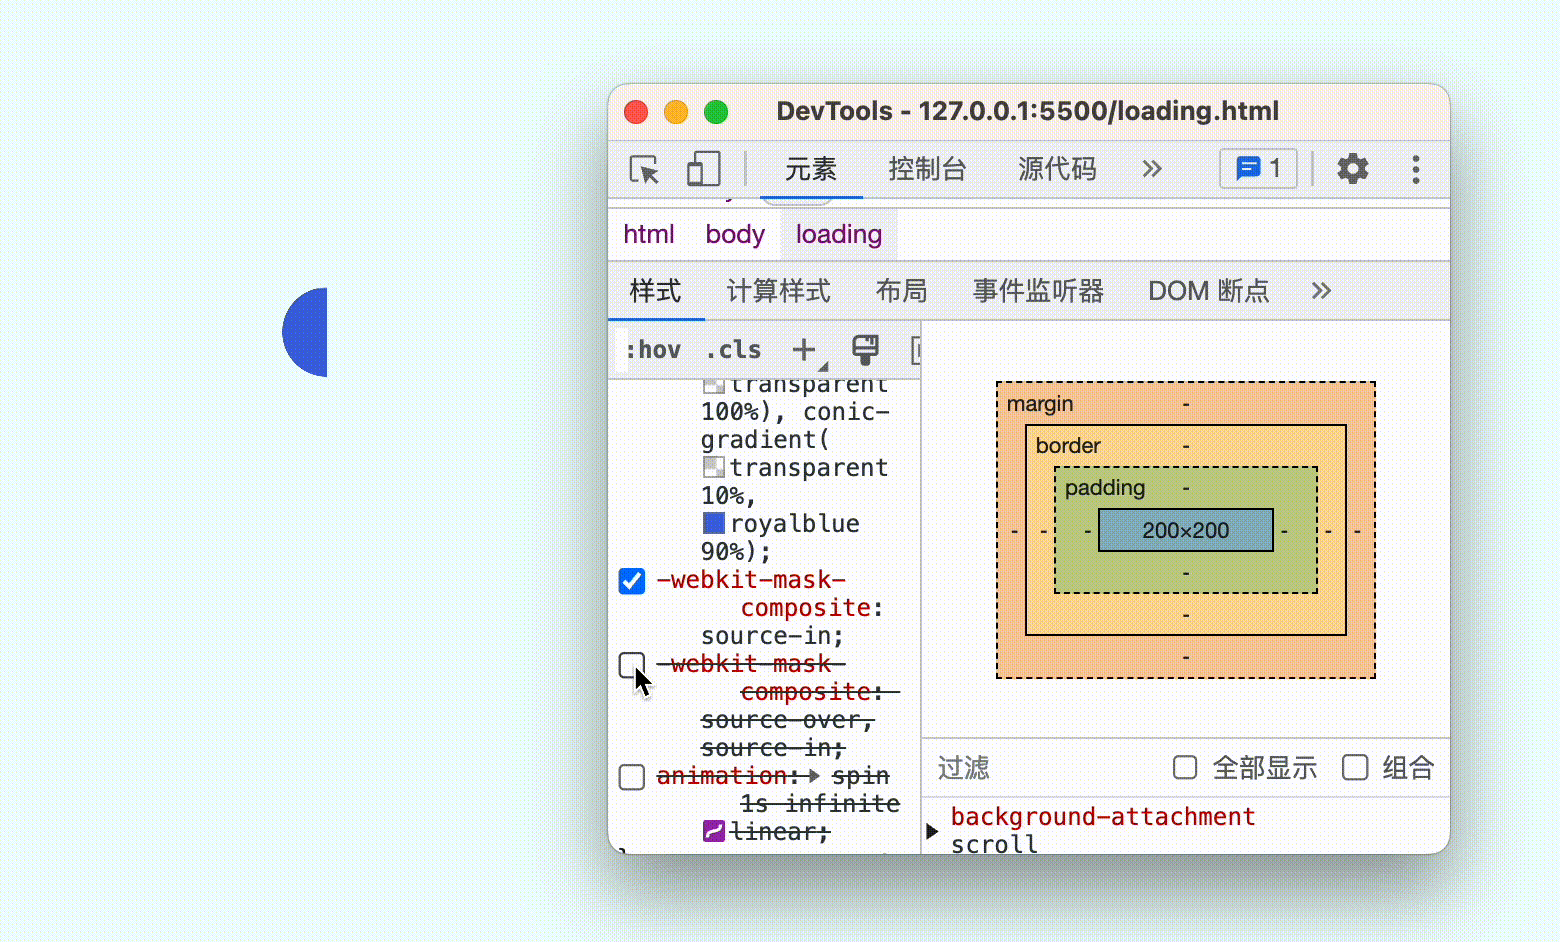 DevTools - 127.0.0.1:5500/loading.html
元素 控制台 源代码 1
html body loading
样式 计算样式 布局 事件监听器 DOM 断点
:hov .cls
transparent
100%), conic-
gradient(
transparent
10%,
royalblue
90%);
-webkit-mask-
composite:
source-in;
-webkit-mask-
composite:
source-over,
source-in;
animation: spin
1s infinite
linear;
margin -
border -
padding -
- - - 200×200 - - -
-
-
-
过滤 全部显示 组合
background-attachment
scroll